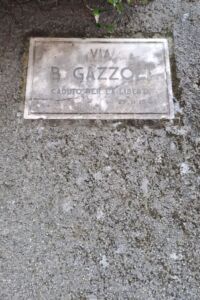 VIA
B. GAZZOLI
CADUTO PER LA LIBERTÀ